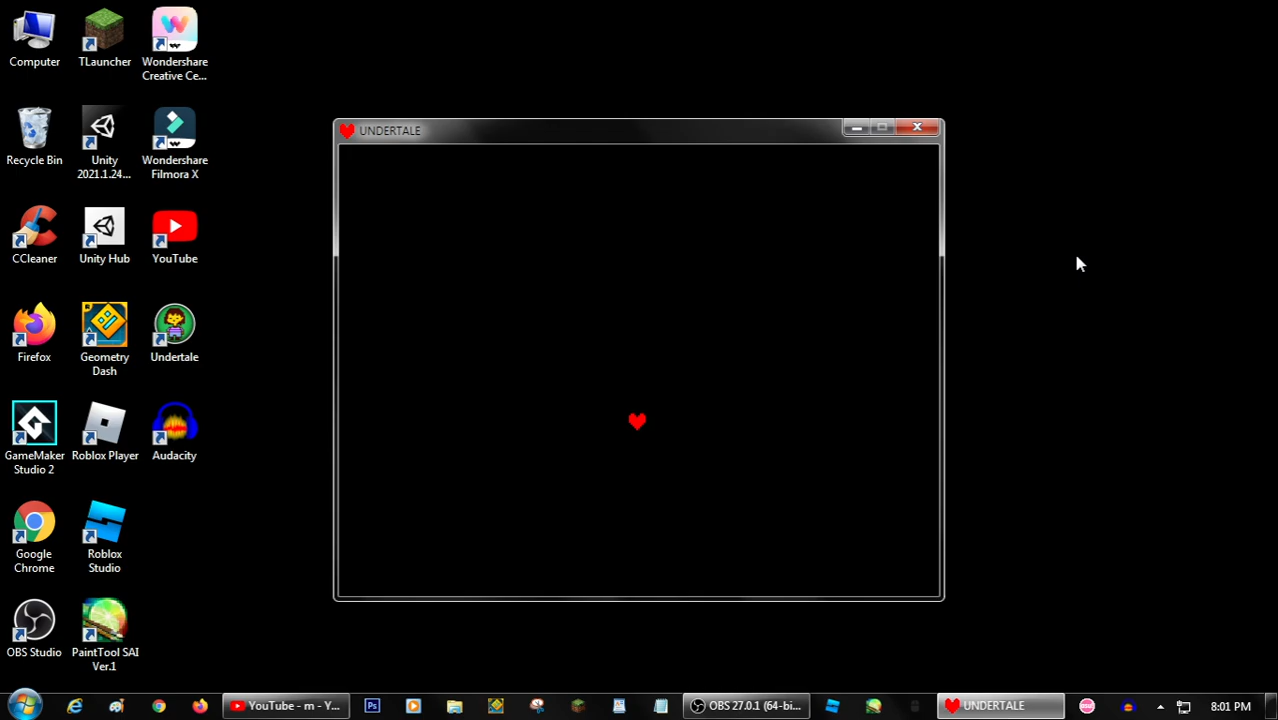 Computer
TLauncher
Wondershare
Creative Ce...
Recycle Bin
Unity
2021.1.24...
Wondershare
Filmora X
CCleaner
Unity Hub
YouTube
Firefox
Geometry
Dash
Undertale
GameMaker
Studio 2
Roblox Player
Audacity
Google
Chrome
Roblox
Studio
OBS Studio
PaintTool SAI
Ver.1
UNDERTALE
YouTube - m - Y...
Ps
OBS 27.0.1 (64-bi...
UNDERTALE
8:01 PM